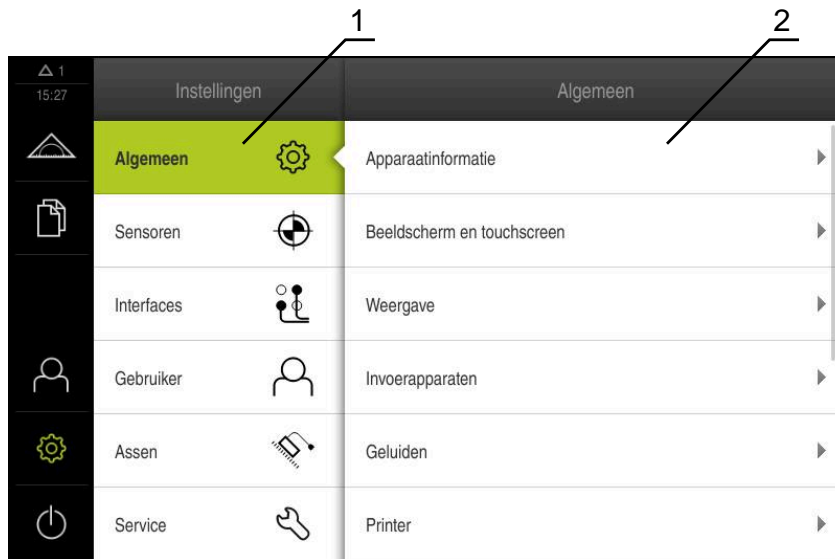 1
2
1
15:27
Instellingen
Algemeen
Algemeen
Apparaatinformatie
Sensoren
Beeldscherm en touchscreen
Interfaces
Weergave
Gebruiker
Invoerapparaten
Assen
Geluiden
Service
Printer